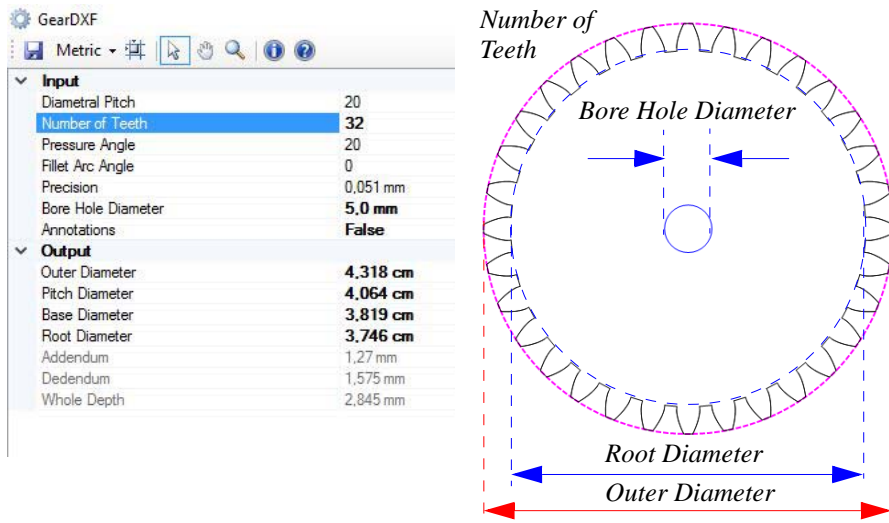 GearDXF
Metric
Input
Diametral Pitch 20
Number of Teeth 32
Pressure Angle 20
Fillet Arc Angle 0
Precision 0,051 mm
Bore Hole Diameter 5,0 mm
Annotations False
Output
Outer Diameter 4,318 cm
Pitch Diameter 4,064 cm
Base Diameter 3,819 cm
Root Diameter 3,746 cm
Addendum 1,27 mm
Dedendum 1,575 mm
Whole Depth 2,845 mm
Number of
Teeth
Bore Hole Diameter
Root Diameter
Outer Diameter